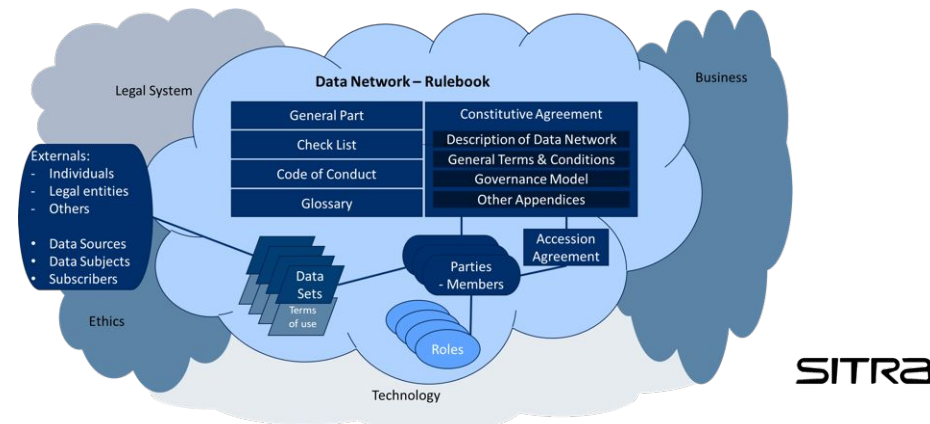 Legal System
Data Network – Rulebook
Business
General Part
Check List
Code of Conduct
Glossary
Constitutive Agreement
Description of Data Network
General Terms & Conditions
Governance Model
Other Appendices
Externals:
- Individuals
- Legal entities
- Others
• Data Sources
• Data Subjects
• Subscribers
Accession
Agreement
Parties
- Members
Data
Sets
Terms
of use
Roles
Ethics
Technology
SITRA